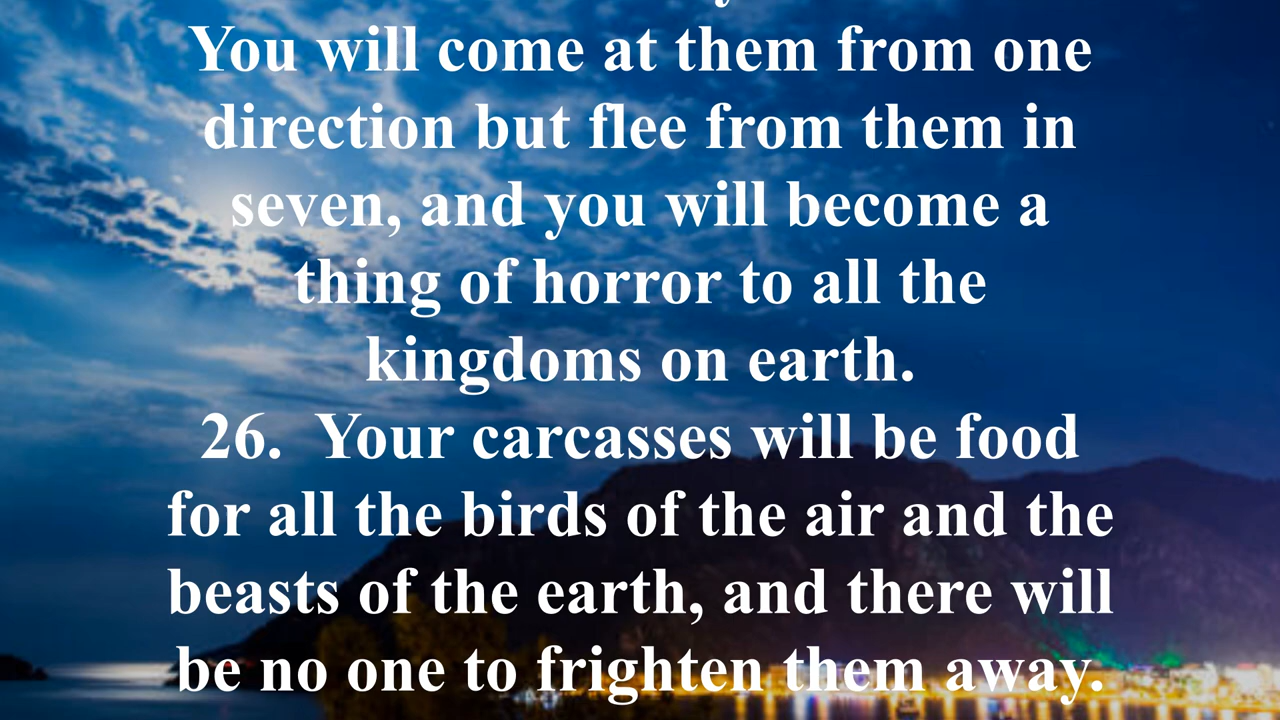 You will come at them from one
direction but flee from them in
seven, and you will become a
thing of horror to all the
kingdoms on earth.
26.  Your carcasses will be food
for all the birds of the air and the
beasts of the earth, and there will
be no one to frighten them away.